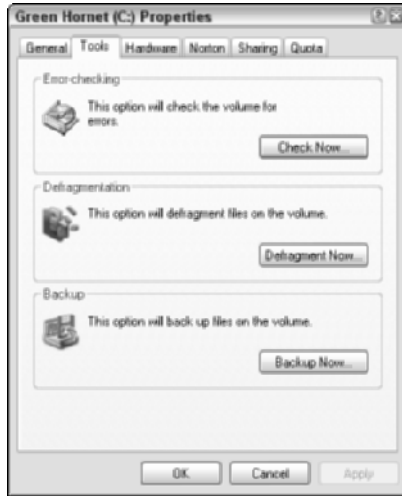 Green Hornet (C:) Properties
General Tools Hardware Norton Sharing Quota
Error-checking
This option will check the volume for
errors.
Check Now...
Defragmentation
This option will defragment files on the volume.
Defragment Now...
Backup
This option will back up files on the volume.
Backup Now...
OK Cancel Apply